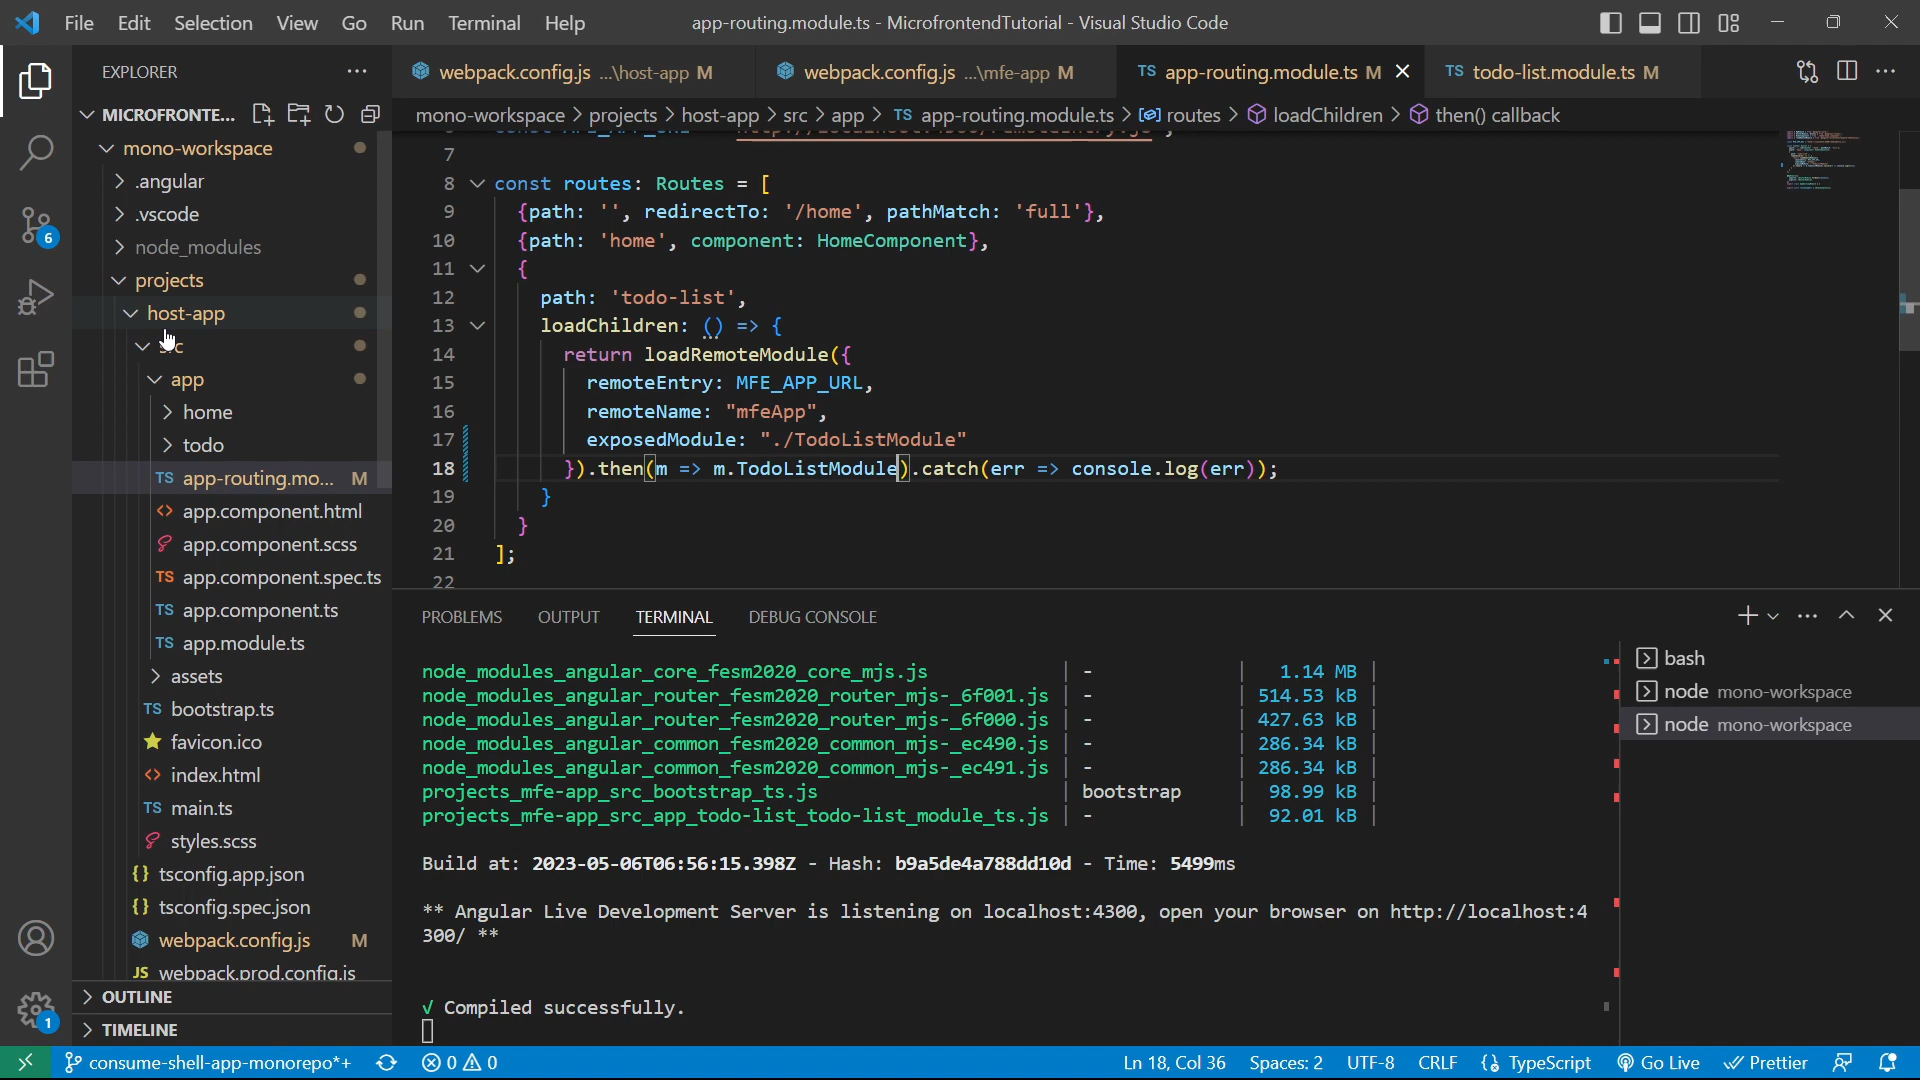 File Edit Selection View Go Run Terminal Help
app-routing.module.ts - MicrofrontendTutorial - Visual Studio Code
EXPLORER
webpack.config.js ...\host-app M
webpack.config.js ...\mfe-app M
TS app-routing.module.ts M
TS todo-list.module.ts M
MICROFRONTE...
mono-workspace > projects > host-app > src > app > TS app-routing.module.ts > routes > loadChildren > then() callback
mono-workspace
.angular
.vscode
node_modules
projects
host-app
src
app
home
todo
TS app-routing.mo... M
app.component.html
app.component.scss
TS app.component.spec.ts
TS app.component.ts
TS app.module.ts
assets
TS bootstrap.ts
favicon.ico
index.html
TS main.ts
styles.scss
{} tsconfig.app.json
{} tsconfig.spec.json
webpack.config.js M
JS webpack.prod.config.js
OUTLINE
TIMELINE
7
8 const routes: Routes = [
9 {path: '', redirectTo: '/home', pathMatch: 'full'},
10 {path: 'home', component: HomeComponent},
11 {
12 path: 'todo-list',
13 loadChildren: () => {
14 return loadRemoteModule({
15 remoteEntry: MFE_APP_URL,
16 remoteName: "mfeApp",
17 exposedModule: "./TodoListModule"
18 }).then(m => m.TodoListModule).catch(err => console.log(err));
19 }
20 }
21 ];
22
PROBLEMS OUTPUT TERMINAL DEBUG CONSOLE
node_modules_angular_core_fesm2020_core_mjs.js | - | 1.14 MB |
node_modules_angular_router_fesm2020_router_mjs-_6f001.js | - | 514.53 kB |
node_modules_angular_router_fesm2020_router_mjs-_6f000.js | - | 427.63 kB |
node_modules_angular_common_fesm2020_common_mjs-_ec490.js | - | 286.34 kB |
node_modules_angular_common_fesm2020_common_mjs-_ec491.js | - | 286.34 kB |
projects_mfe-app_src_bootstrap_ts.js | bootstrap | 98.99 kB |
projects_mfe-app_src_app_todo-list_todo-list_module_ts.js | - | 92.01 kB |
Build at: 2023-05-06T06:56:15.398Z - Hash: b9a5de4a788dd10d - Time: 5499ms
** Angular Live Development Server is listening on localhost:4300, open your browser on http://localhost:4
300/ **
√ Compiled successfully.
bash
node mono-workspace
node mono-workspace
6
1
consume-shell-app-monorepo*+ 0 0
Ln 18, Col 36 Spaces: 2 UTF-8 CRLF {} TypeScript Go Live Prettier